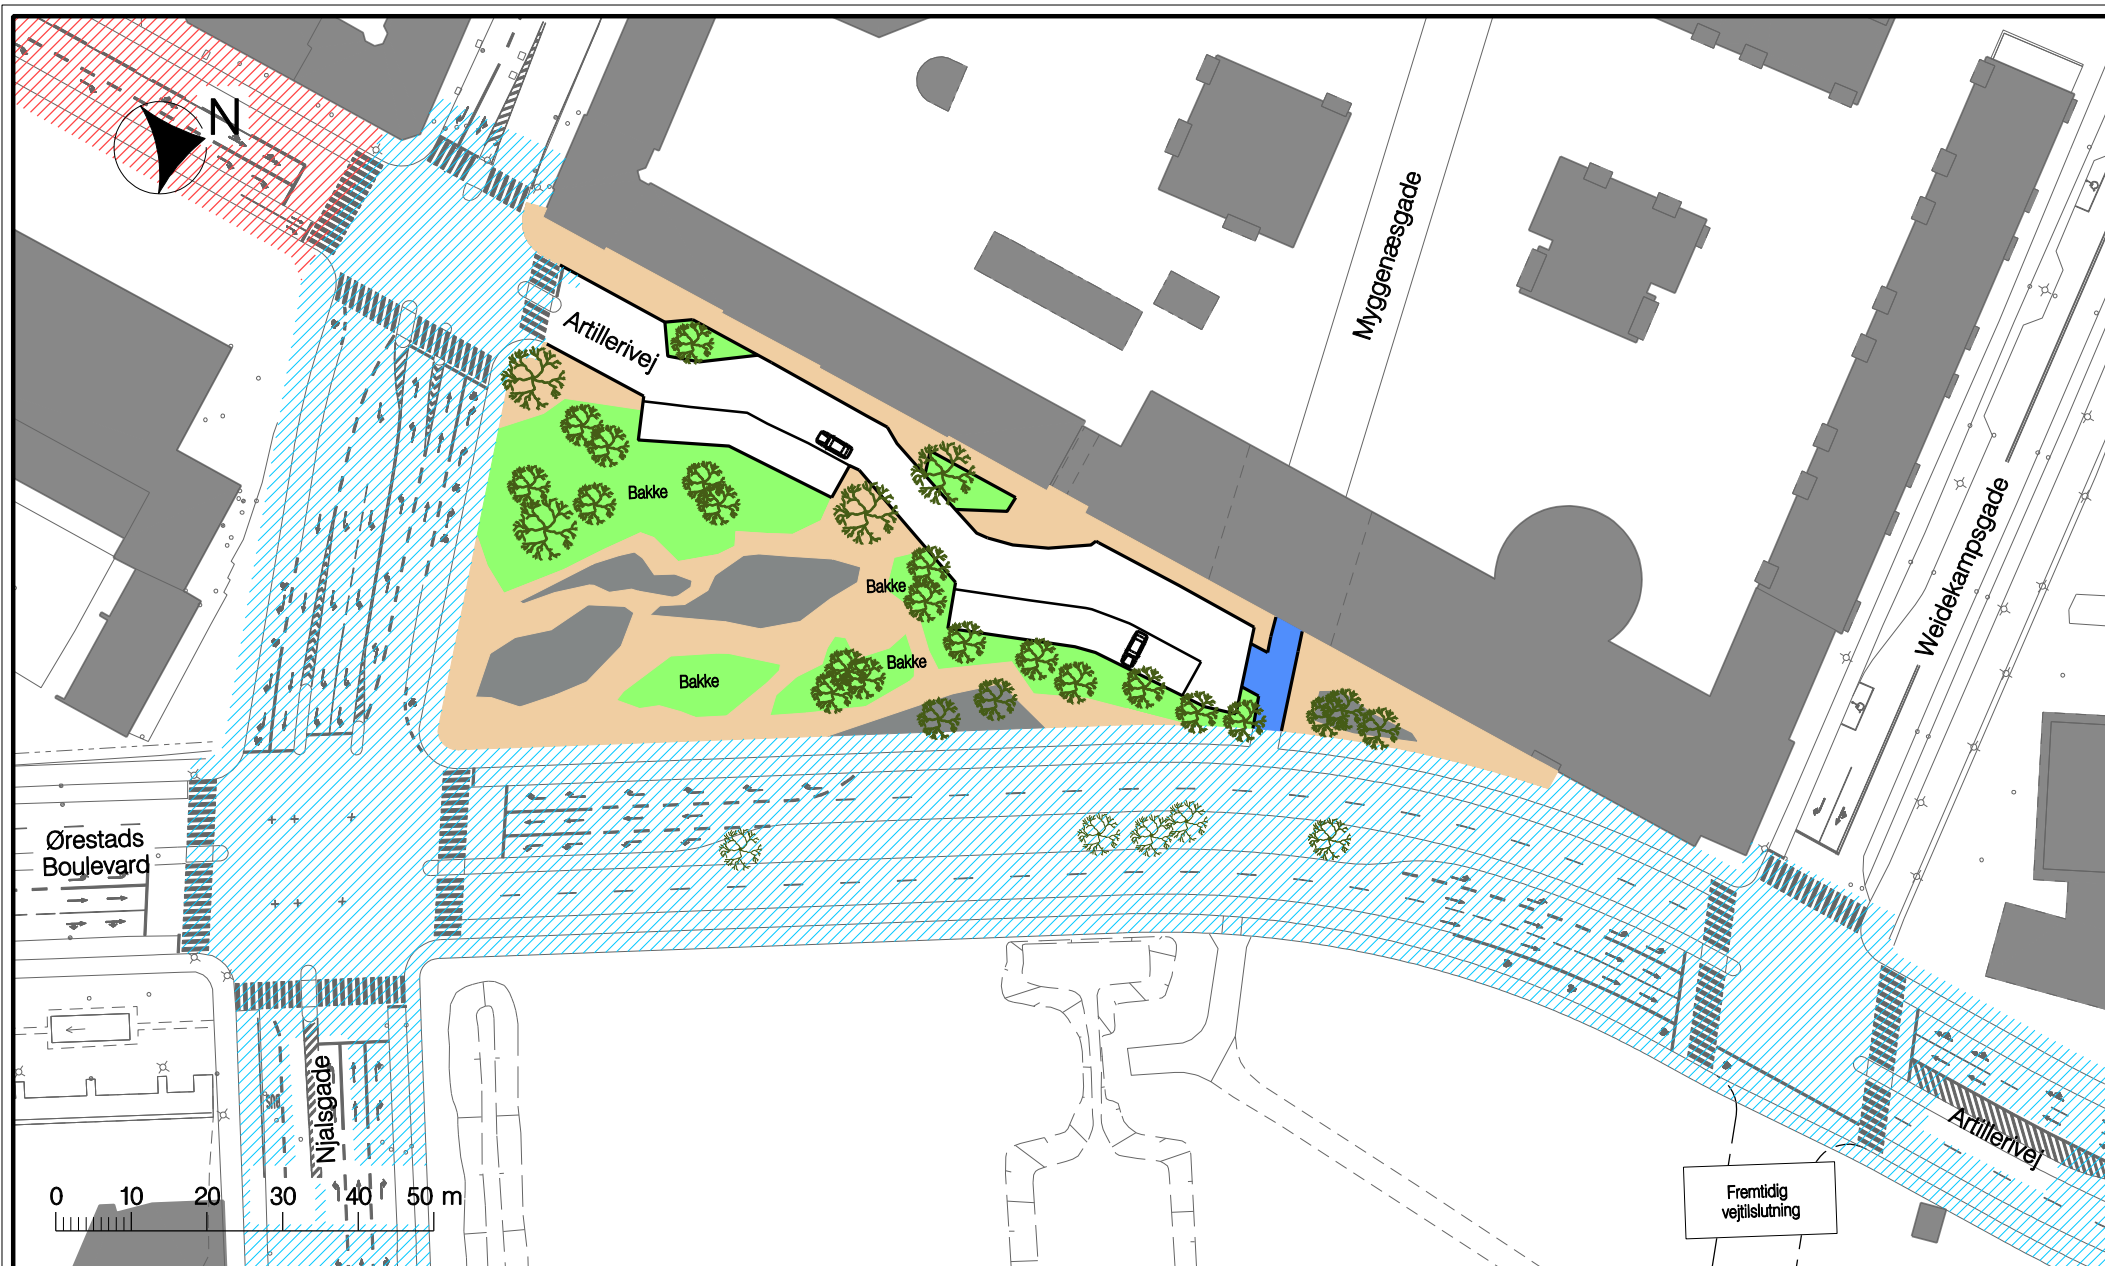 N
Artillerivej
Myggenæsgade
Weidekampsgade
Bakke
Bakke
Bakke
Bakke
Ørestads
Boulevard
Njalsgade
BUS
0 10 20 30 40 50 m
Artillerivej
Fremtidig
vejtilslutning